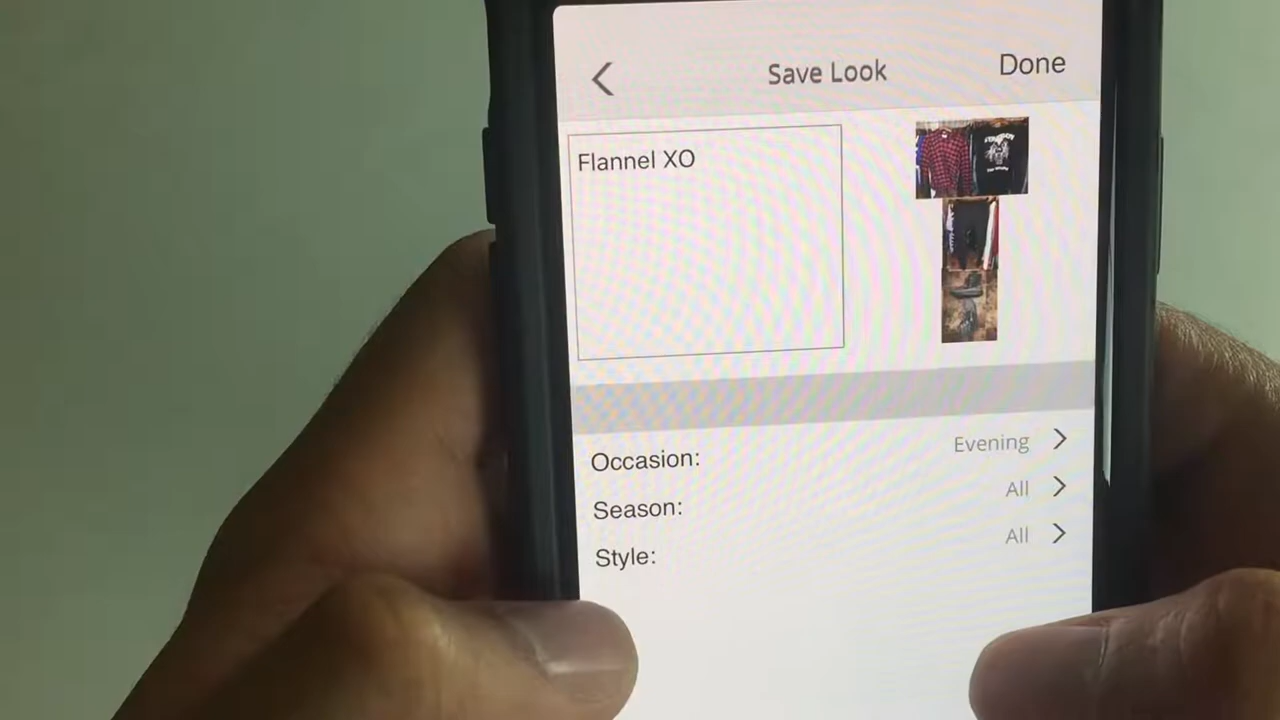 Save Look
Done
Flannel XO
Occasion:
Evening
Season:
All
Style:
All